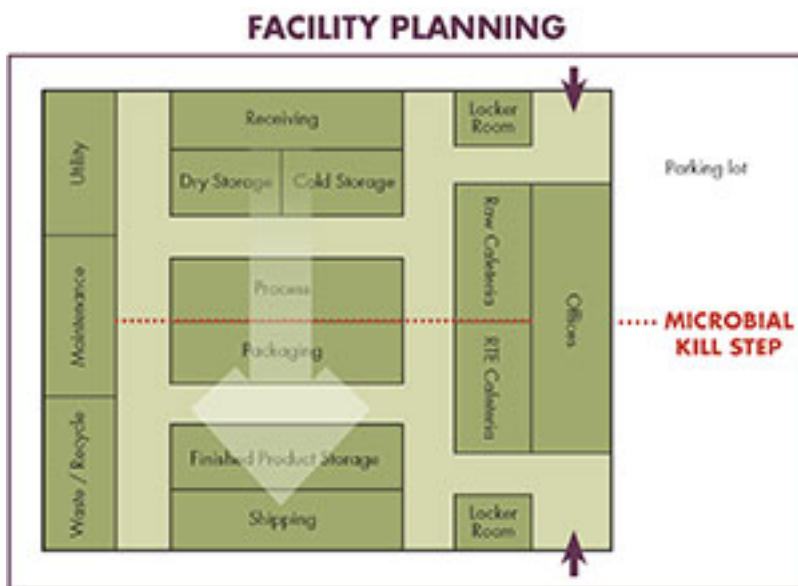 FACILITY PLANNING
Utility
Receiving
Locker
Room
Parking lot
Dry Storage
Cold Storage
Maintenance
Process
Raw Cafeteria
Offices
MICROBIAL
KILL STEP
Packaging
RTE Cafeteria
Waste / Recycle
Finished Product Storage
Shipping
Locker
Room